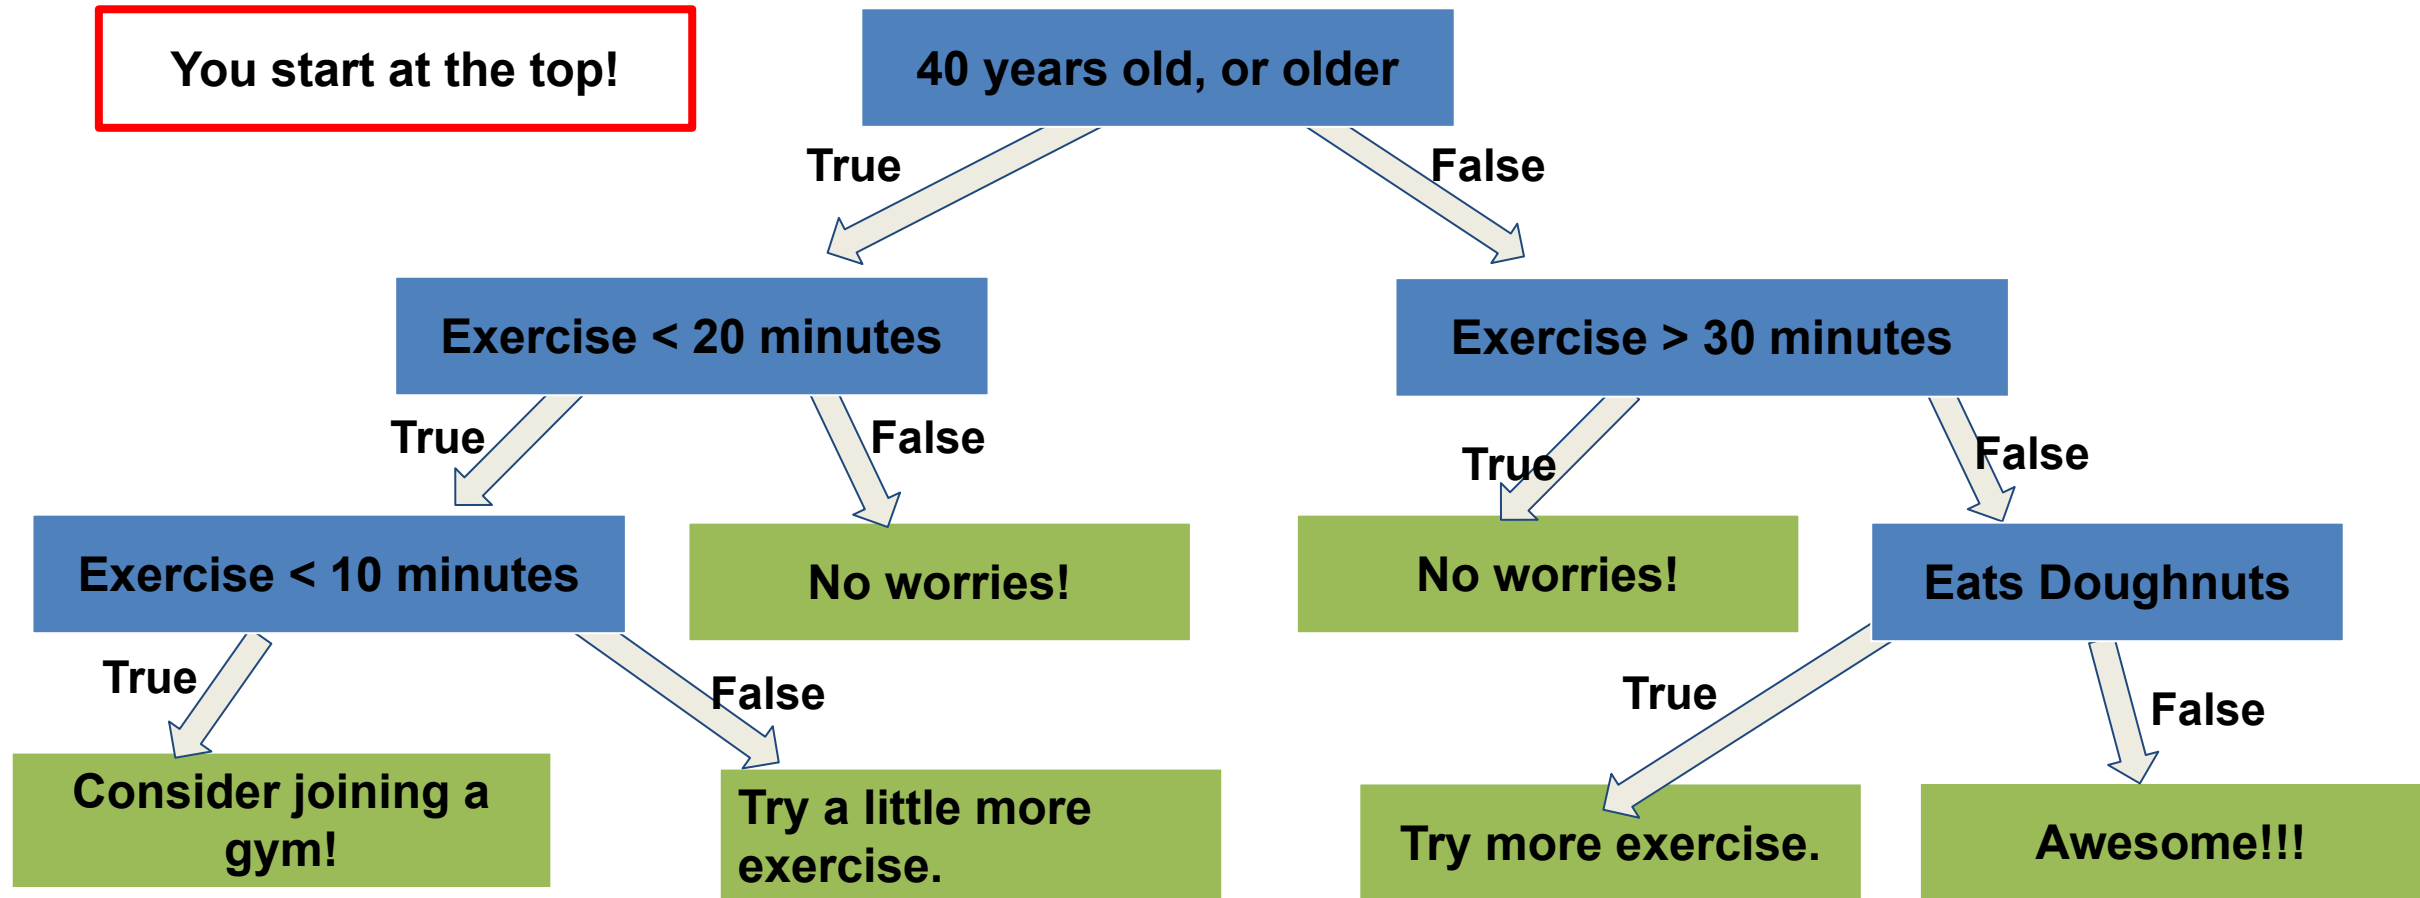 You start at the top!
40 years old, or older
True
False
Exercise < 20 minutes
Exercise > 30 minutes
True
False
True
False
Exercise < 10 minutes
No worries!
No worries!
Eats Doughnuts
True
False
True
False
Consider joining a
gym!
Try a little more
exercise.
Try more exercise.
Awesome!!!